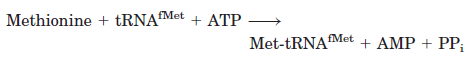 Methionine + tRNAᶠᴹᵉᵗ + ATP ⟶
Met-tRNAᶠᴹᵉᵗ + AMP + PPᵢ